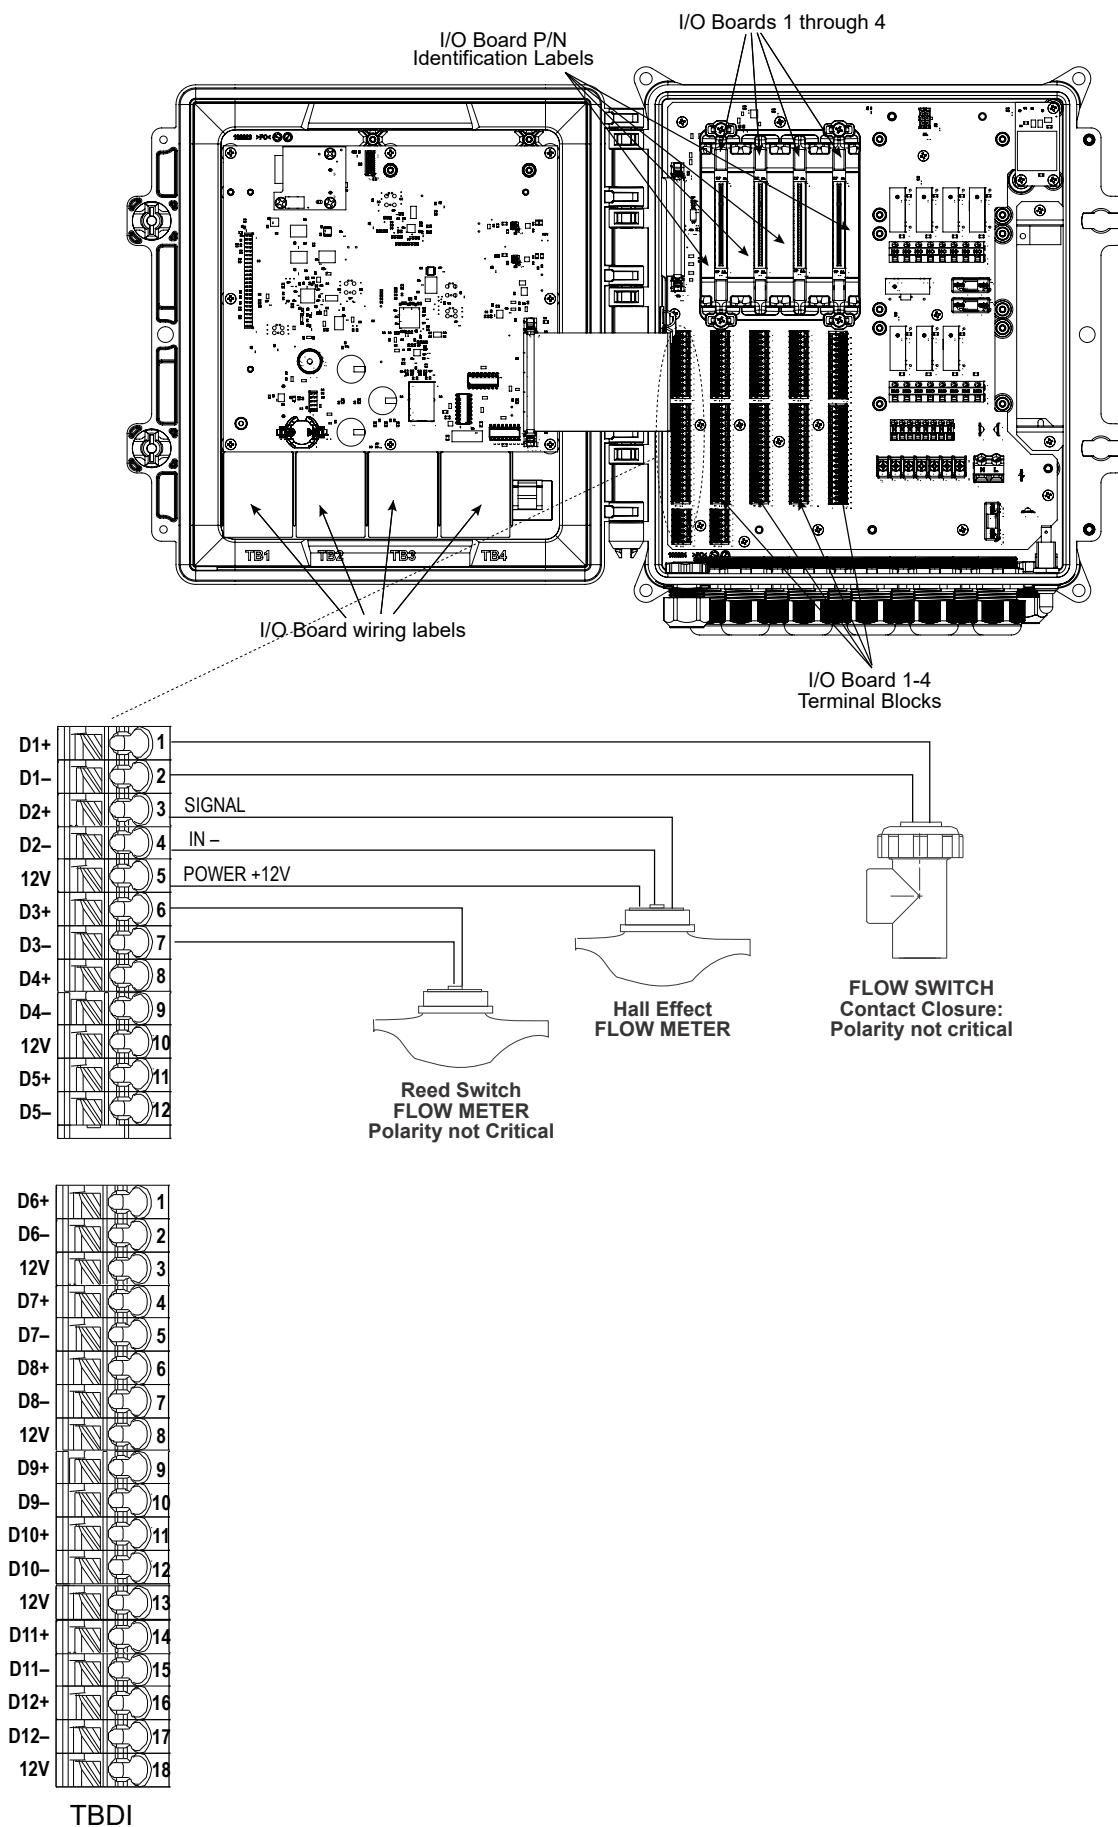 I/O Boards 1 through 4
I/O Board P/N
Identification Labels
TB1 TB2 TB3 TB4
H L
I/O Board wiring labels
I/O Board 1-4
Terminal Blocks
D1+ 1
D1– 2
D2+ 3 SIGNAL
D2– 4 IN –
12V 5 POWER +12V
D3+ 6
D3– 7
D4+ 8
D4– 9
12V 10
D5+ 11
D5– 12
FLOW SWITCH
Contact Closure:
Polarity not critical
Hall Effect
FLOW METER
Reed Switch
FLOW METER
Polarity not Critical
D6+ 1
D6– 2
12V 3
D7+ 4
D7– 5
D8+ 6
D8– 7
12V 8
D9+ 9
D9– 10
D10+ 11
D10– 12
12V 13
D11+ 14
D11– 15
D12+ 16
D12– 17
12V 18
TBDI